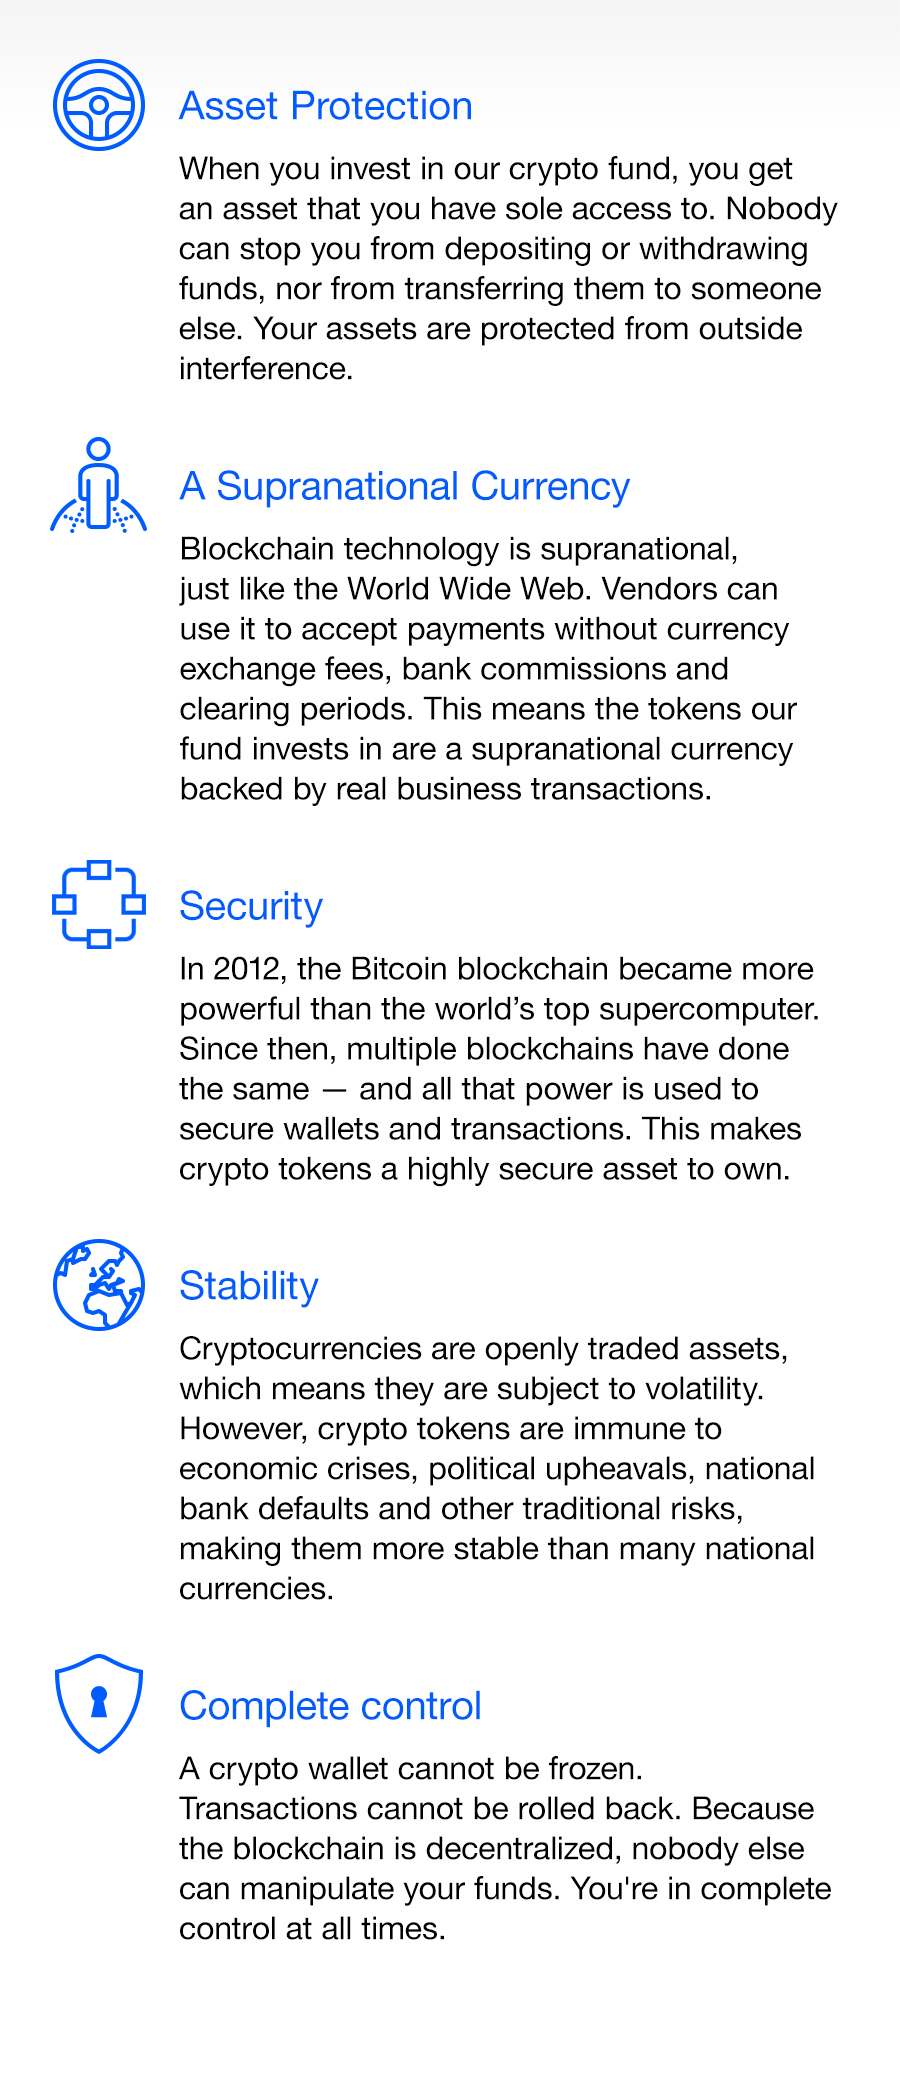 Asset Protection
When you invest in our crypto fund, you get
an asset that you have sole access to. Nobody
can stop you from depositing or withdrawing
funds, nor from transferring them to someone
else. Your assets are protected from outside
interference.
A Supranational Currency
Blockchain technology is supranational,
just like the World Wide Web. Vendors can
use it to accept payments without currency
exchange fees, bank commissions and
clearing periods. This means the tokens our
fund invests in are a supranational currency
backed by real business transactions.
Security
In 2012, the Bitcoin blockchain became more
powerful than the world’s top supercomputer.
Since then, multiple blockchains have done
the same — and all that power is used to
secure wallets and transactions. This makes
crypto tokens a highly secure asset to own.
Stability
Cryptocurrencies are openly traded assets,
which means they are subject to volatility.
However, crypto tokens are immune to
economic crises, political upheavals, national
bank defaults and other traditional risks,
making them more stable than many national
currencies.
Complete control
A crypto wallet cannot be frozen.
Transactions cannot be rolled back. Because
the blockchain is decentralized, nobody else
can manipulate your funds. You're in complete
control at all times.